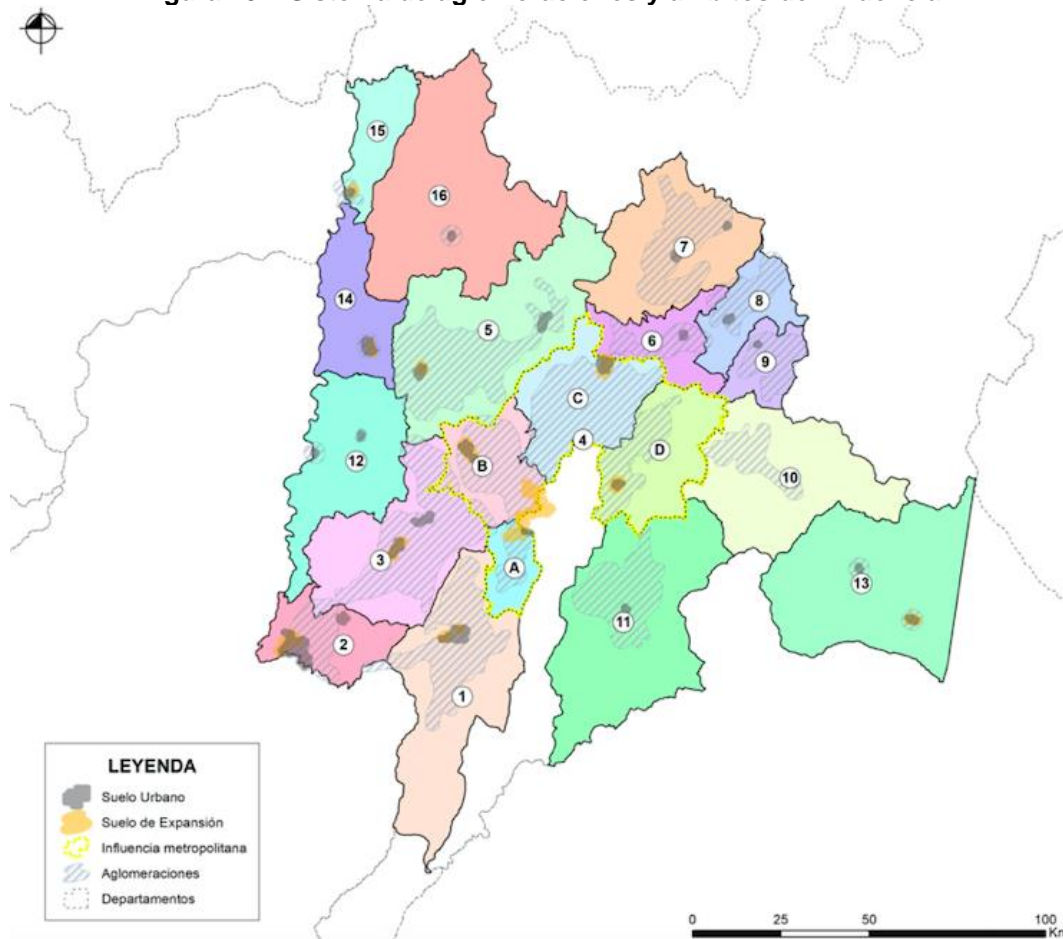 15
16
7
14
8
5
6
9
C
4
D
B
12
10
3
A
13
11
2
1
LEYENDA
Suelo Urbano
Suelo de Expansión
Influencia metropolitana
Aglomeraciones
Departamentos
0 25 50 100